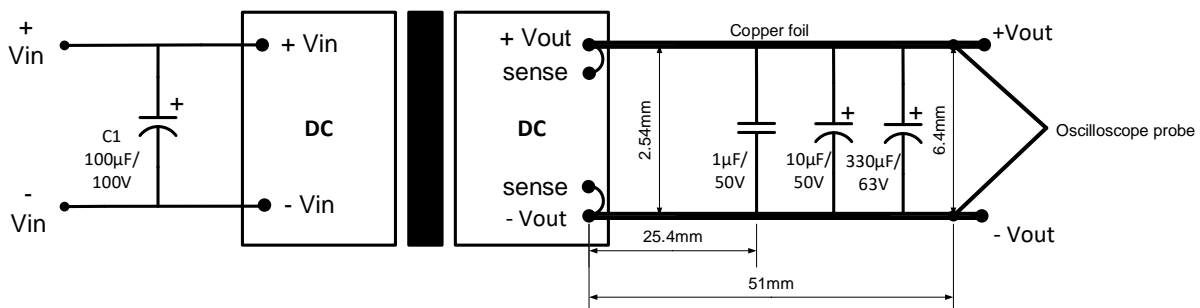 +
Vin
-
Vin
C1
100µF/
100V
+
+ Vin
DC
- Vin
+ Vout
sense
DC
sense
- Vout
Copper foil
2.54mm
1µF/
50V
+
10µF/
50V
+
330µF/
63V
6.4mm
+Vout
Oscilloscope probe
- Vout
25.4mm
51mm